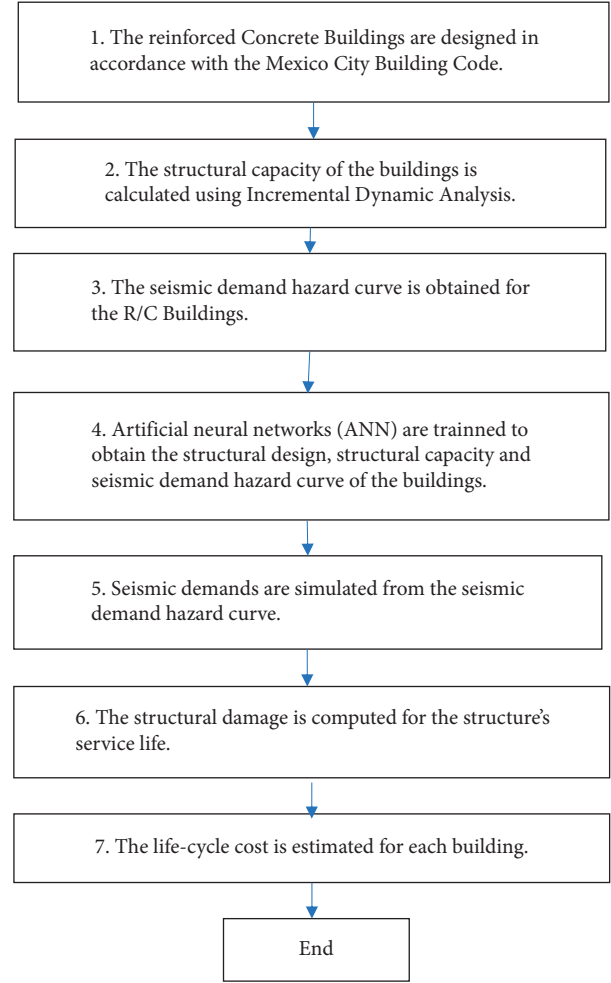 1. The reinforced Concrete Buildings are designed in
accordance with the Mexico City Building Code.
2. The structural capacity of the buildings is
calculated using Incremental Dynamic Analysis.
3. The seismic demand hazard curve is obtained for
the R/C Buildings.
4. Artificial neural networks (ANN) are trainned to
obtain the structural design, structural capacity and
seismic demand hazard curve of the buildings.
5. Seismic demands are simulated from the seismic
demand hazard curve.
6. The structural damage is computed for the structure's
service life.
7. The life-cycle cost is estimated for each building.
End